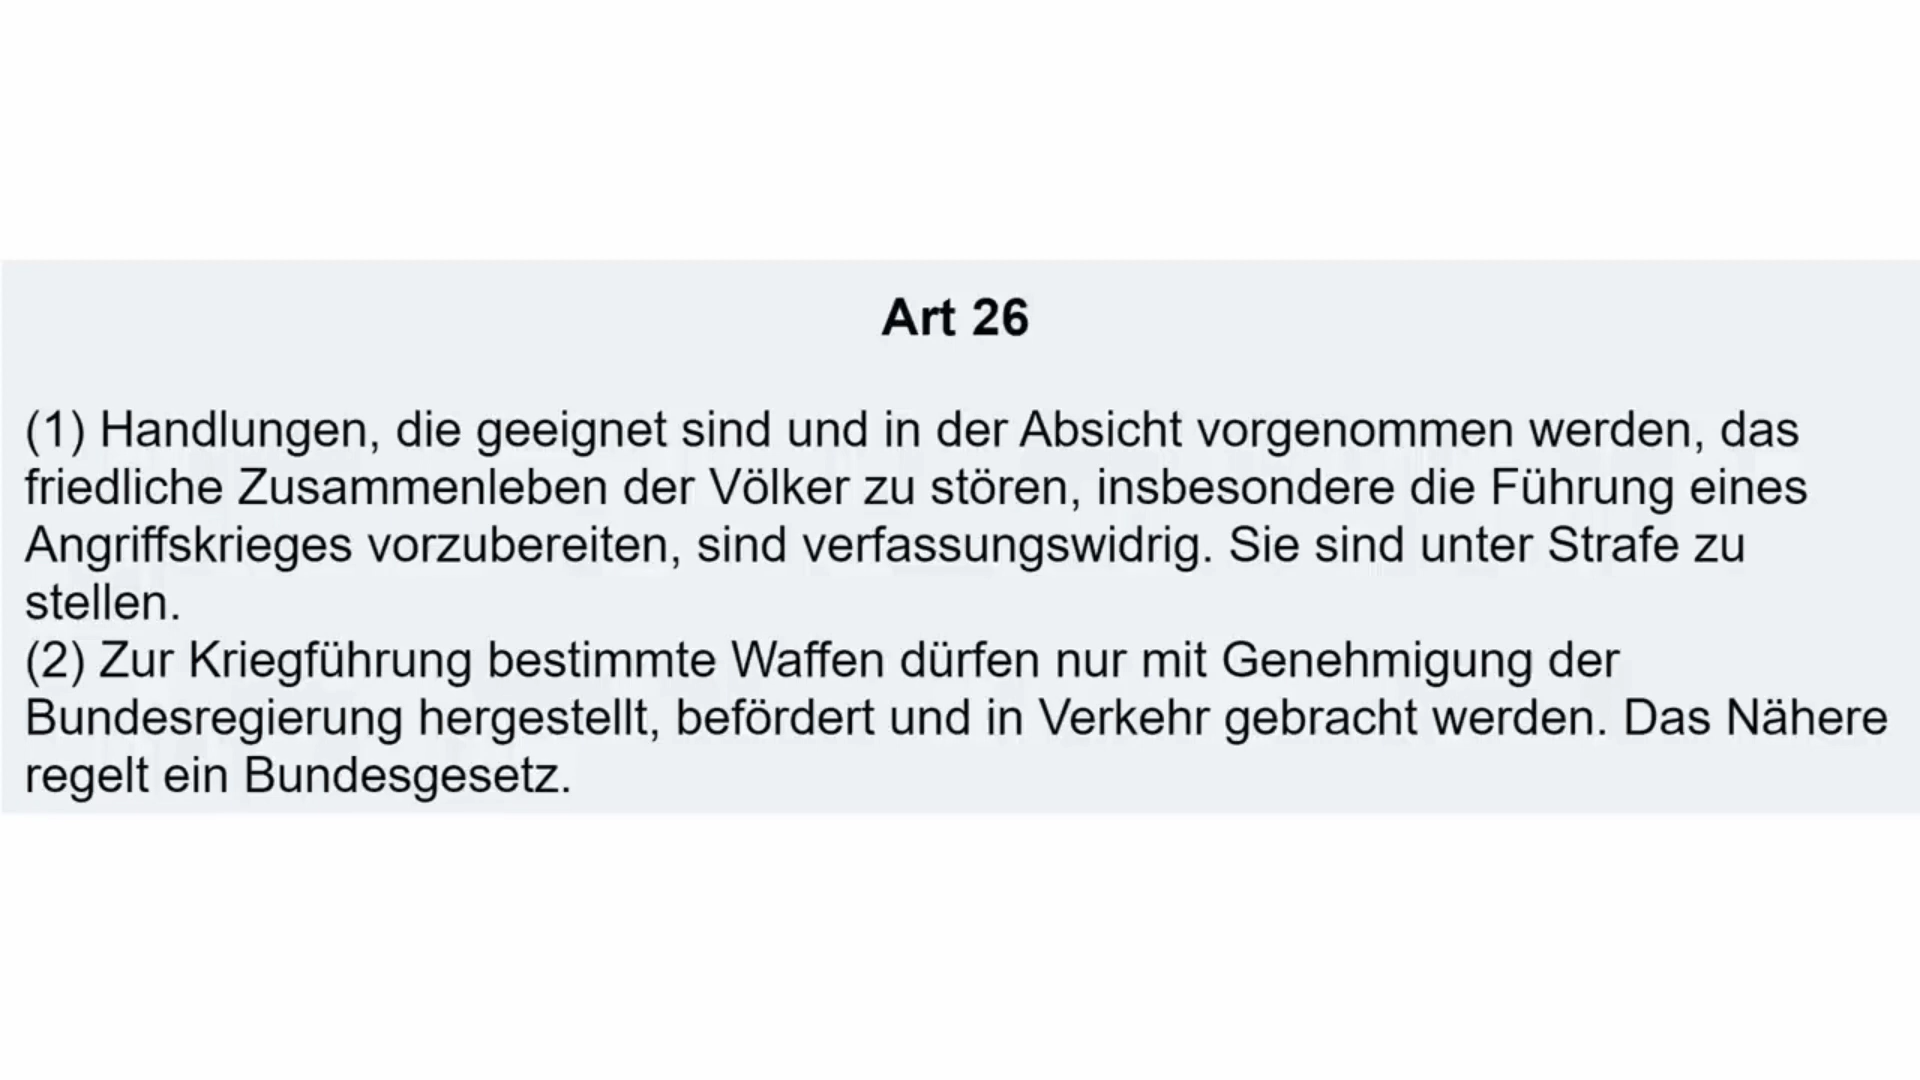 Art 26
(1) Handlungen, die geeignet sind und in der Absicht vorgenommen werden, das
friedliche Zusammenleben der Völker zu stören, insbesondere die Führung eines
Angriffskrieges vorzubereiten, sind verfassungswidrig. Sie sind unter Strafe zu
stellen.
(2) Zur Kriegführung bestimmte Waffen dürfen nur mit Genehmigung der
Bundesregierung hergestellt, befördert und in Verkehr gebracht werden. Das Nähere
regelt ein Bundesgesetz.